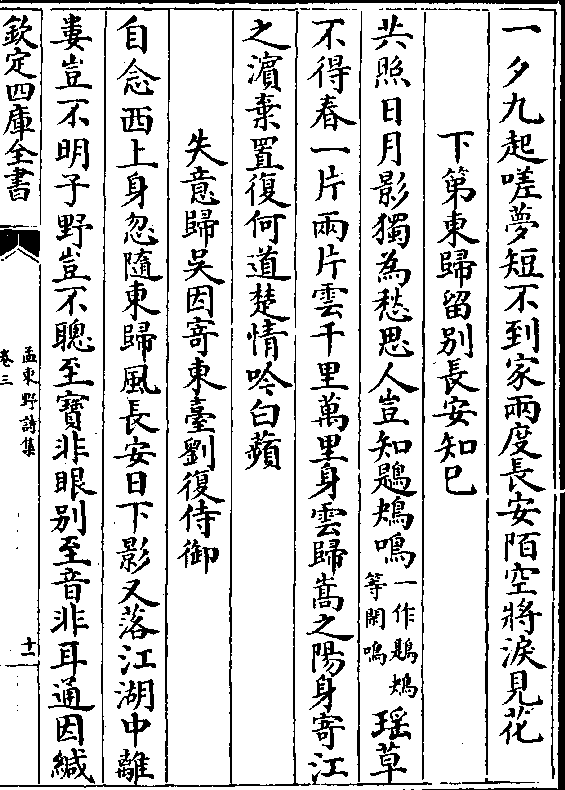 一夕九起嗟夢短不到家兩度長安陌空將淚見花
下第東歸留别長安知己
共照日月影獨為愁思人豈知鶗鴂鳴一作鶗鴂等閑鳴瑶草
不得春一片兩片雲千里萬里身雲歸嵩之陽身寄江
之濵棄置復何道楚情吟白蘋
失意歸吳因寄東臺劉復侍御
自念西上身忽隨東歸風長安日下影又落江湖中離
婁豈不明子野豈不聰至寶非眼别至音非耳通因緘
欽定四庫全書
孟東野詩集
卷三
十一